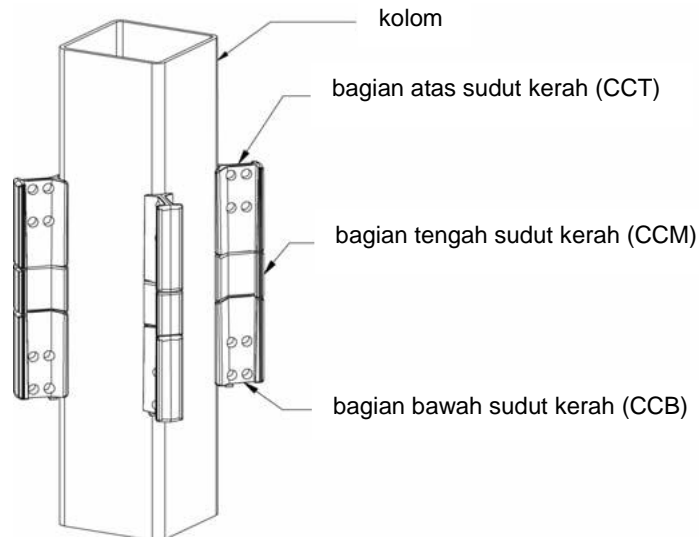 kolom
bagian atas sudut kerah (CCT)
bagian tengah sudut kerah (CCM)
bagian bawah sudut kerah (CCB)